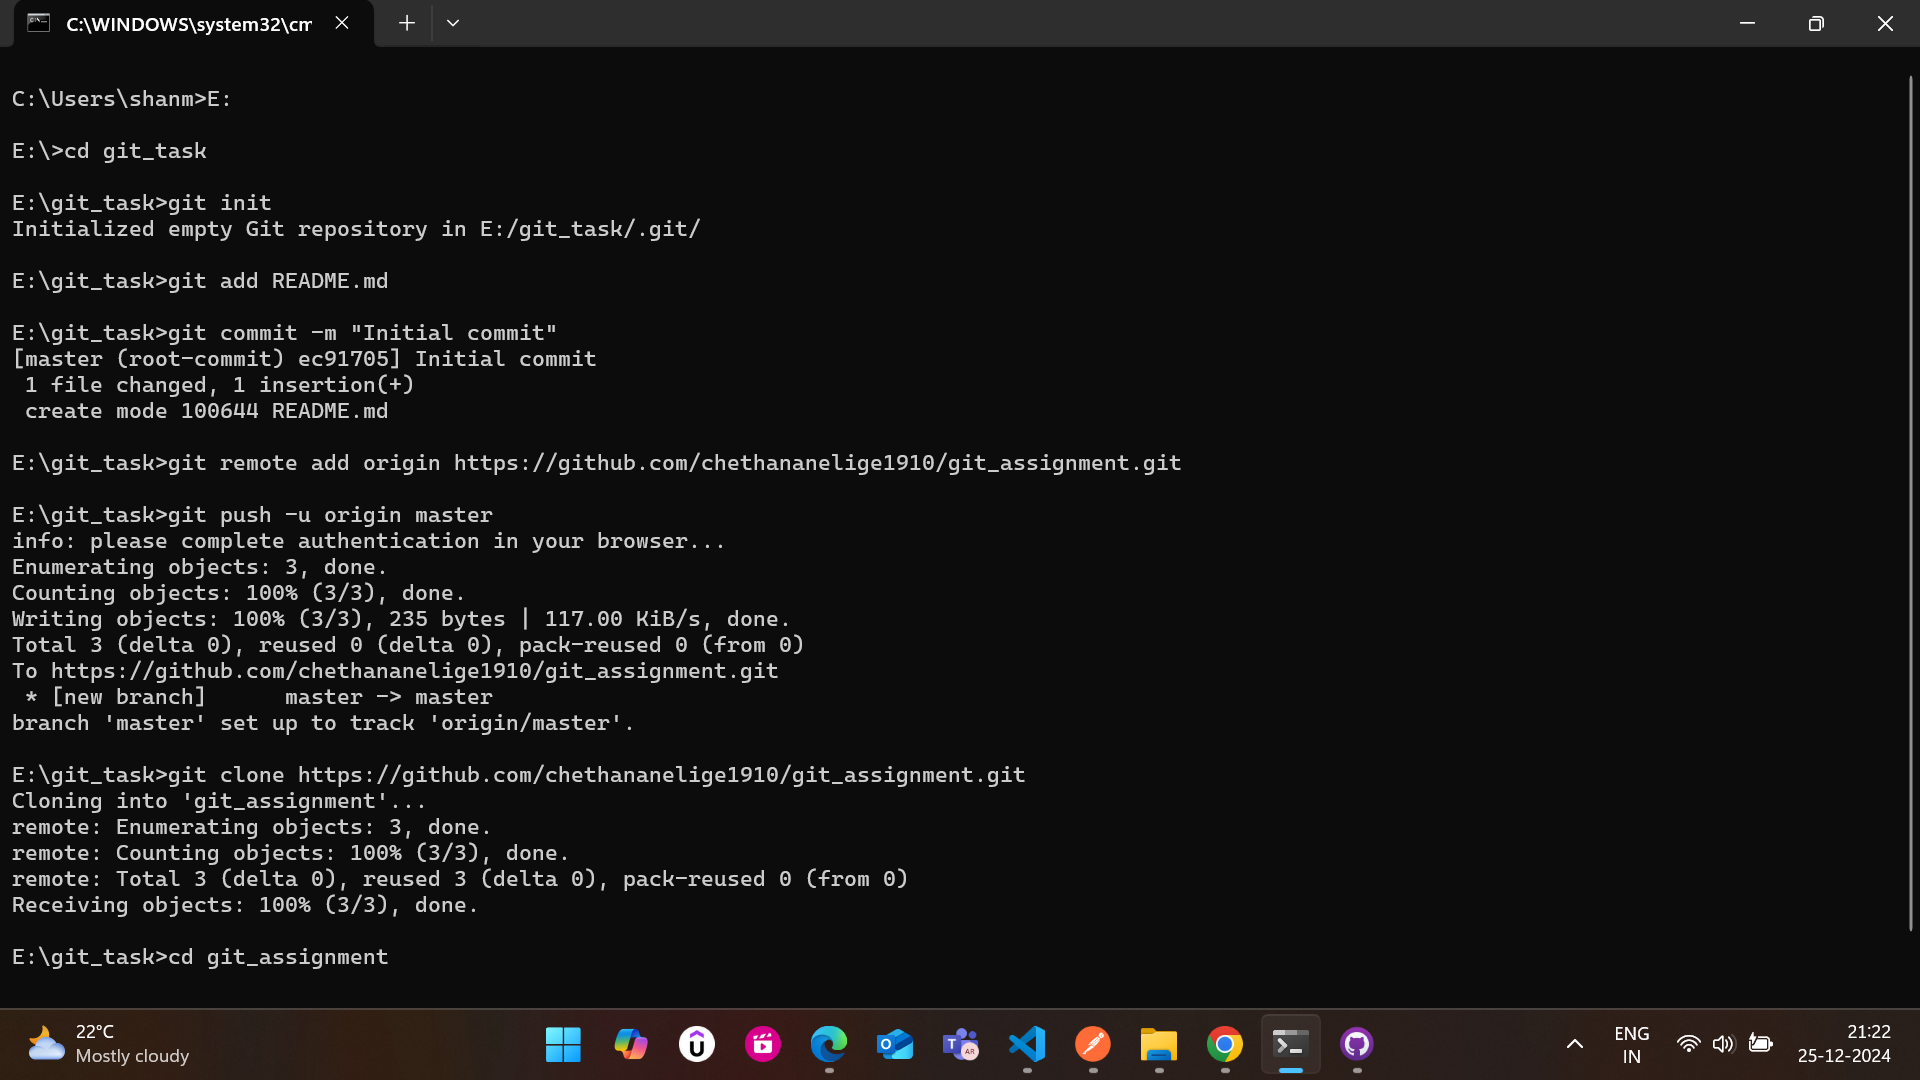 C:\WINDOWS\system32\cm
C:\Users\shanm>E:
E:\>cd git_task
E:\git_task>git init
Initialized empty Git repository in E:/git_task/.git/
E:\git_task>git add README.md
E:\git_task>git commit -m "Initial commit"
[master (root-commit) ec91705] Initial commit
 1 file changed, 1 insertion(+)
 create mode 100644 README.md
E:\git_task>git remote add origin https://github.com/chethananelige1910/git_assignment.git
E:\git_task>git push -u origin master
info: please complete authentication in your browser...
Enumerating objects: 3, done.
Counting objects: 100% (3/3), done.
Writing objects: 100% (3/3), 235 bytes | 117.00 KiB/s, done.
Total 3 (delta 0), reused 0 (delta 0), pack-reused 0 (from 0)
To https://github.com/chethananelige1910/git_assignment.git
 * [new branch]      master -> master
branch 'master' set up to track 'origin/master'.
E:\git_task>git clone https://github.com/chethananelige1910/git_assignment.git
Cloning into 'git_assignment'...
remote: Enumerating objects: 3, done.
remote: Counting objects: 100% (3/3), done.
remote: Total 3 (delta 0), reused 3 (delta 0), pack-reused 0 (from 0)
Receiving objects: 100% (3/3), done.
E:\git_task>cd git_assignment
22°C
Mostly cloudy
AR
ENG
IN
21:22
25-12-2024